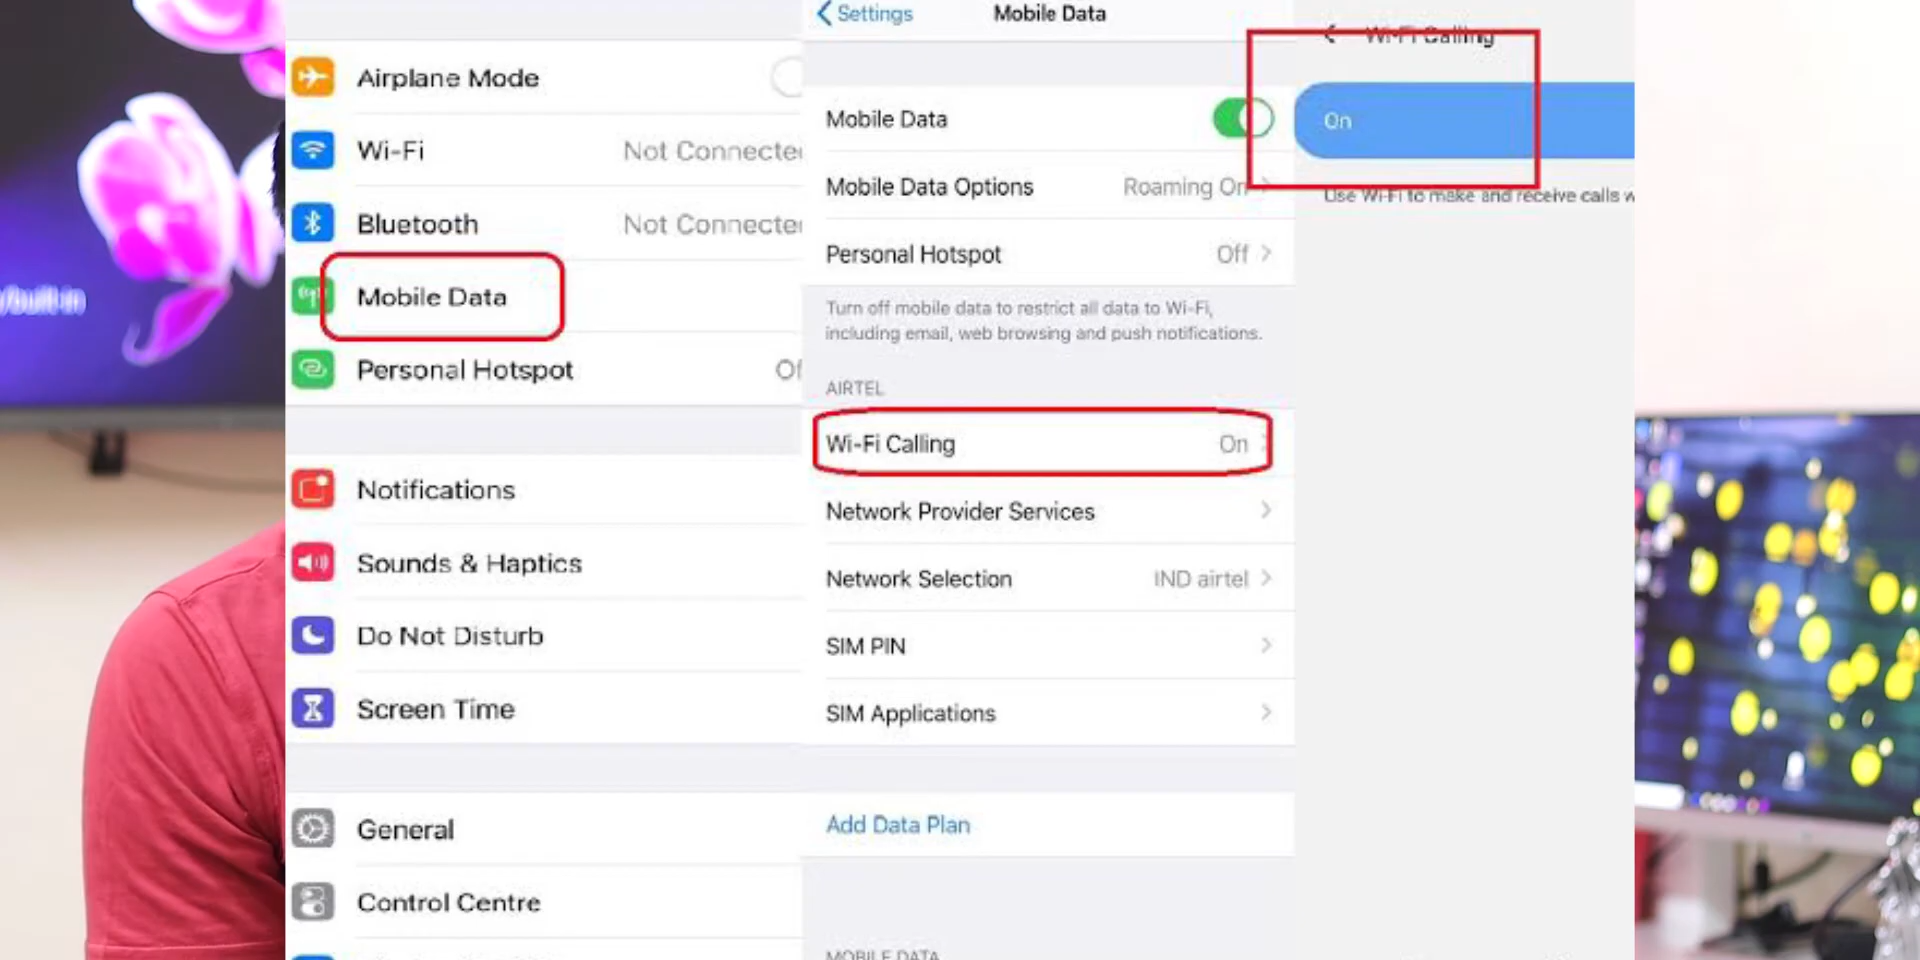 /built-in
Airplane Mode
Wi-Fi Not Connected
Bluetooth Not Connected
Mobile Data
Personal Hotspot Of
Notifications
Sounds & Haptics
Do Not Disturb
Screen Time
General
Control Centre
Settings Mobile Data
Mobile Data
Mobile Data Options Roaming On
Personal Hotspot Off
Turn off mobile data to restrict all data to Wi-Fi,
including email, web browsing and push notifications.
AIRTEL
Wi-Fi Calling On
Network Provider Services
Network Selection IND airtel
SIM PIN
SIM Applications
Add Data Plan
MOBILE DATA
Wi-Fi Calling
On
Use Wi-Fi to make and receive calls w